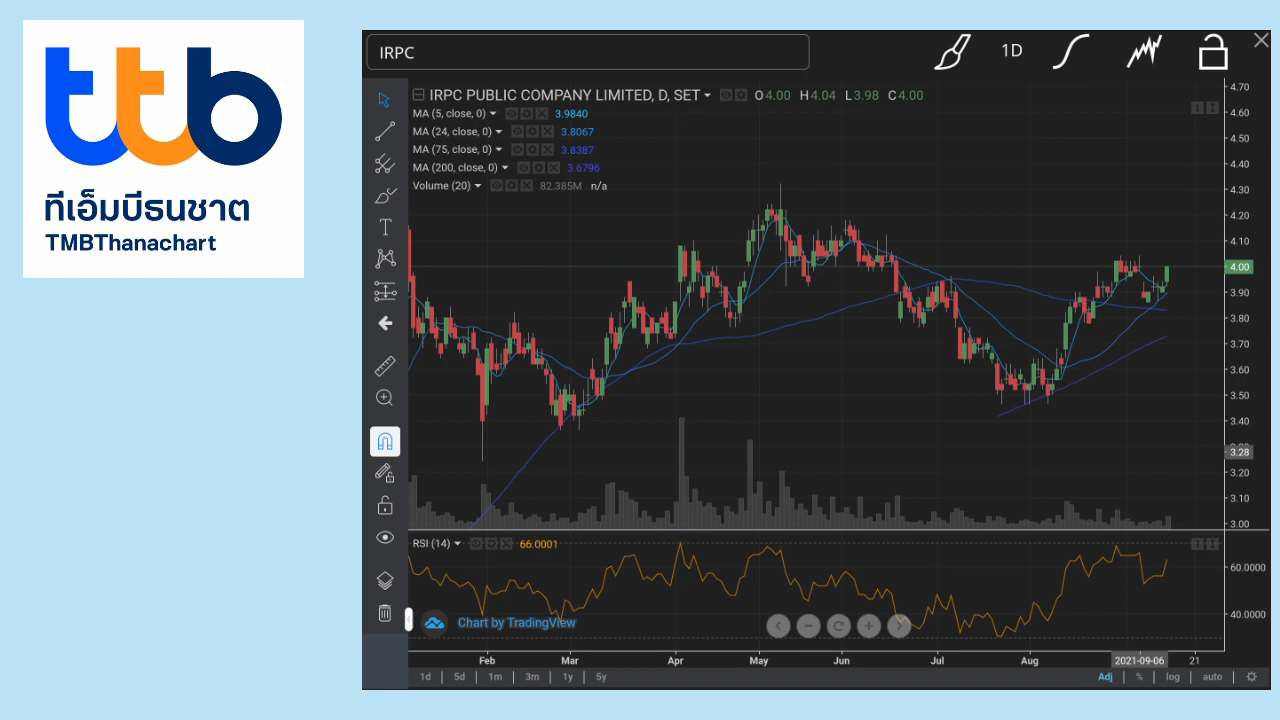 ttb
ทีเอ็มบีธนชาต
TMBThanachart
IRPC
1D
IRPC PUBLIC COMPANY LIMITED, D, SET O 4.00 H 4.04 L 3.98 C 4.00
MA (5, close, 0) 3.9840
MA (24, close, 0) 3.8067
MA (75, close, 0) 3.8387
MA (200, close, 0) 3.6796
Volume (20) 82.385M n/a
4.70
4.60
4.50
4.40
4.30
4.20
4.10
4.00
3.90
3.80
3.70
3.60
3.50
3.40
3.28
3.20
3.10
3.00
RSI (14) 66.0001
60.0000
40.0000
Chart by TradingView
Feb Mar Apr May Jun Jul Aug 2021-09-06 21
1d 5d 1m 3m 1y 5y Adj % log auto